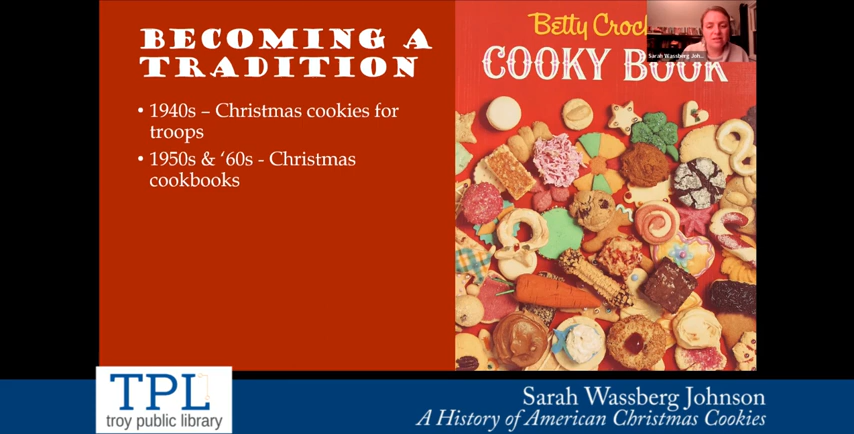 BECOMING A
TRADITION
• 1940s – Christmas cookies for
troops
• 1950s & ‘60s - Christmas
cookbooks
Betty Croc
COOKY BOOK
Sarah Wassberg Joh...
TPL
troy public library
Sarah Wassberg Johnson
A History of American Christmas Cookies